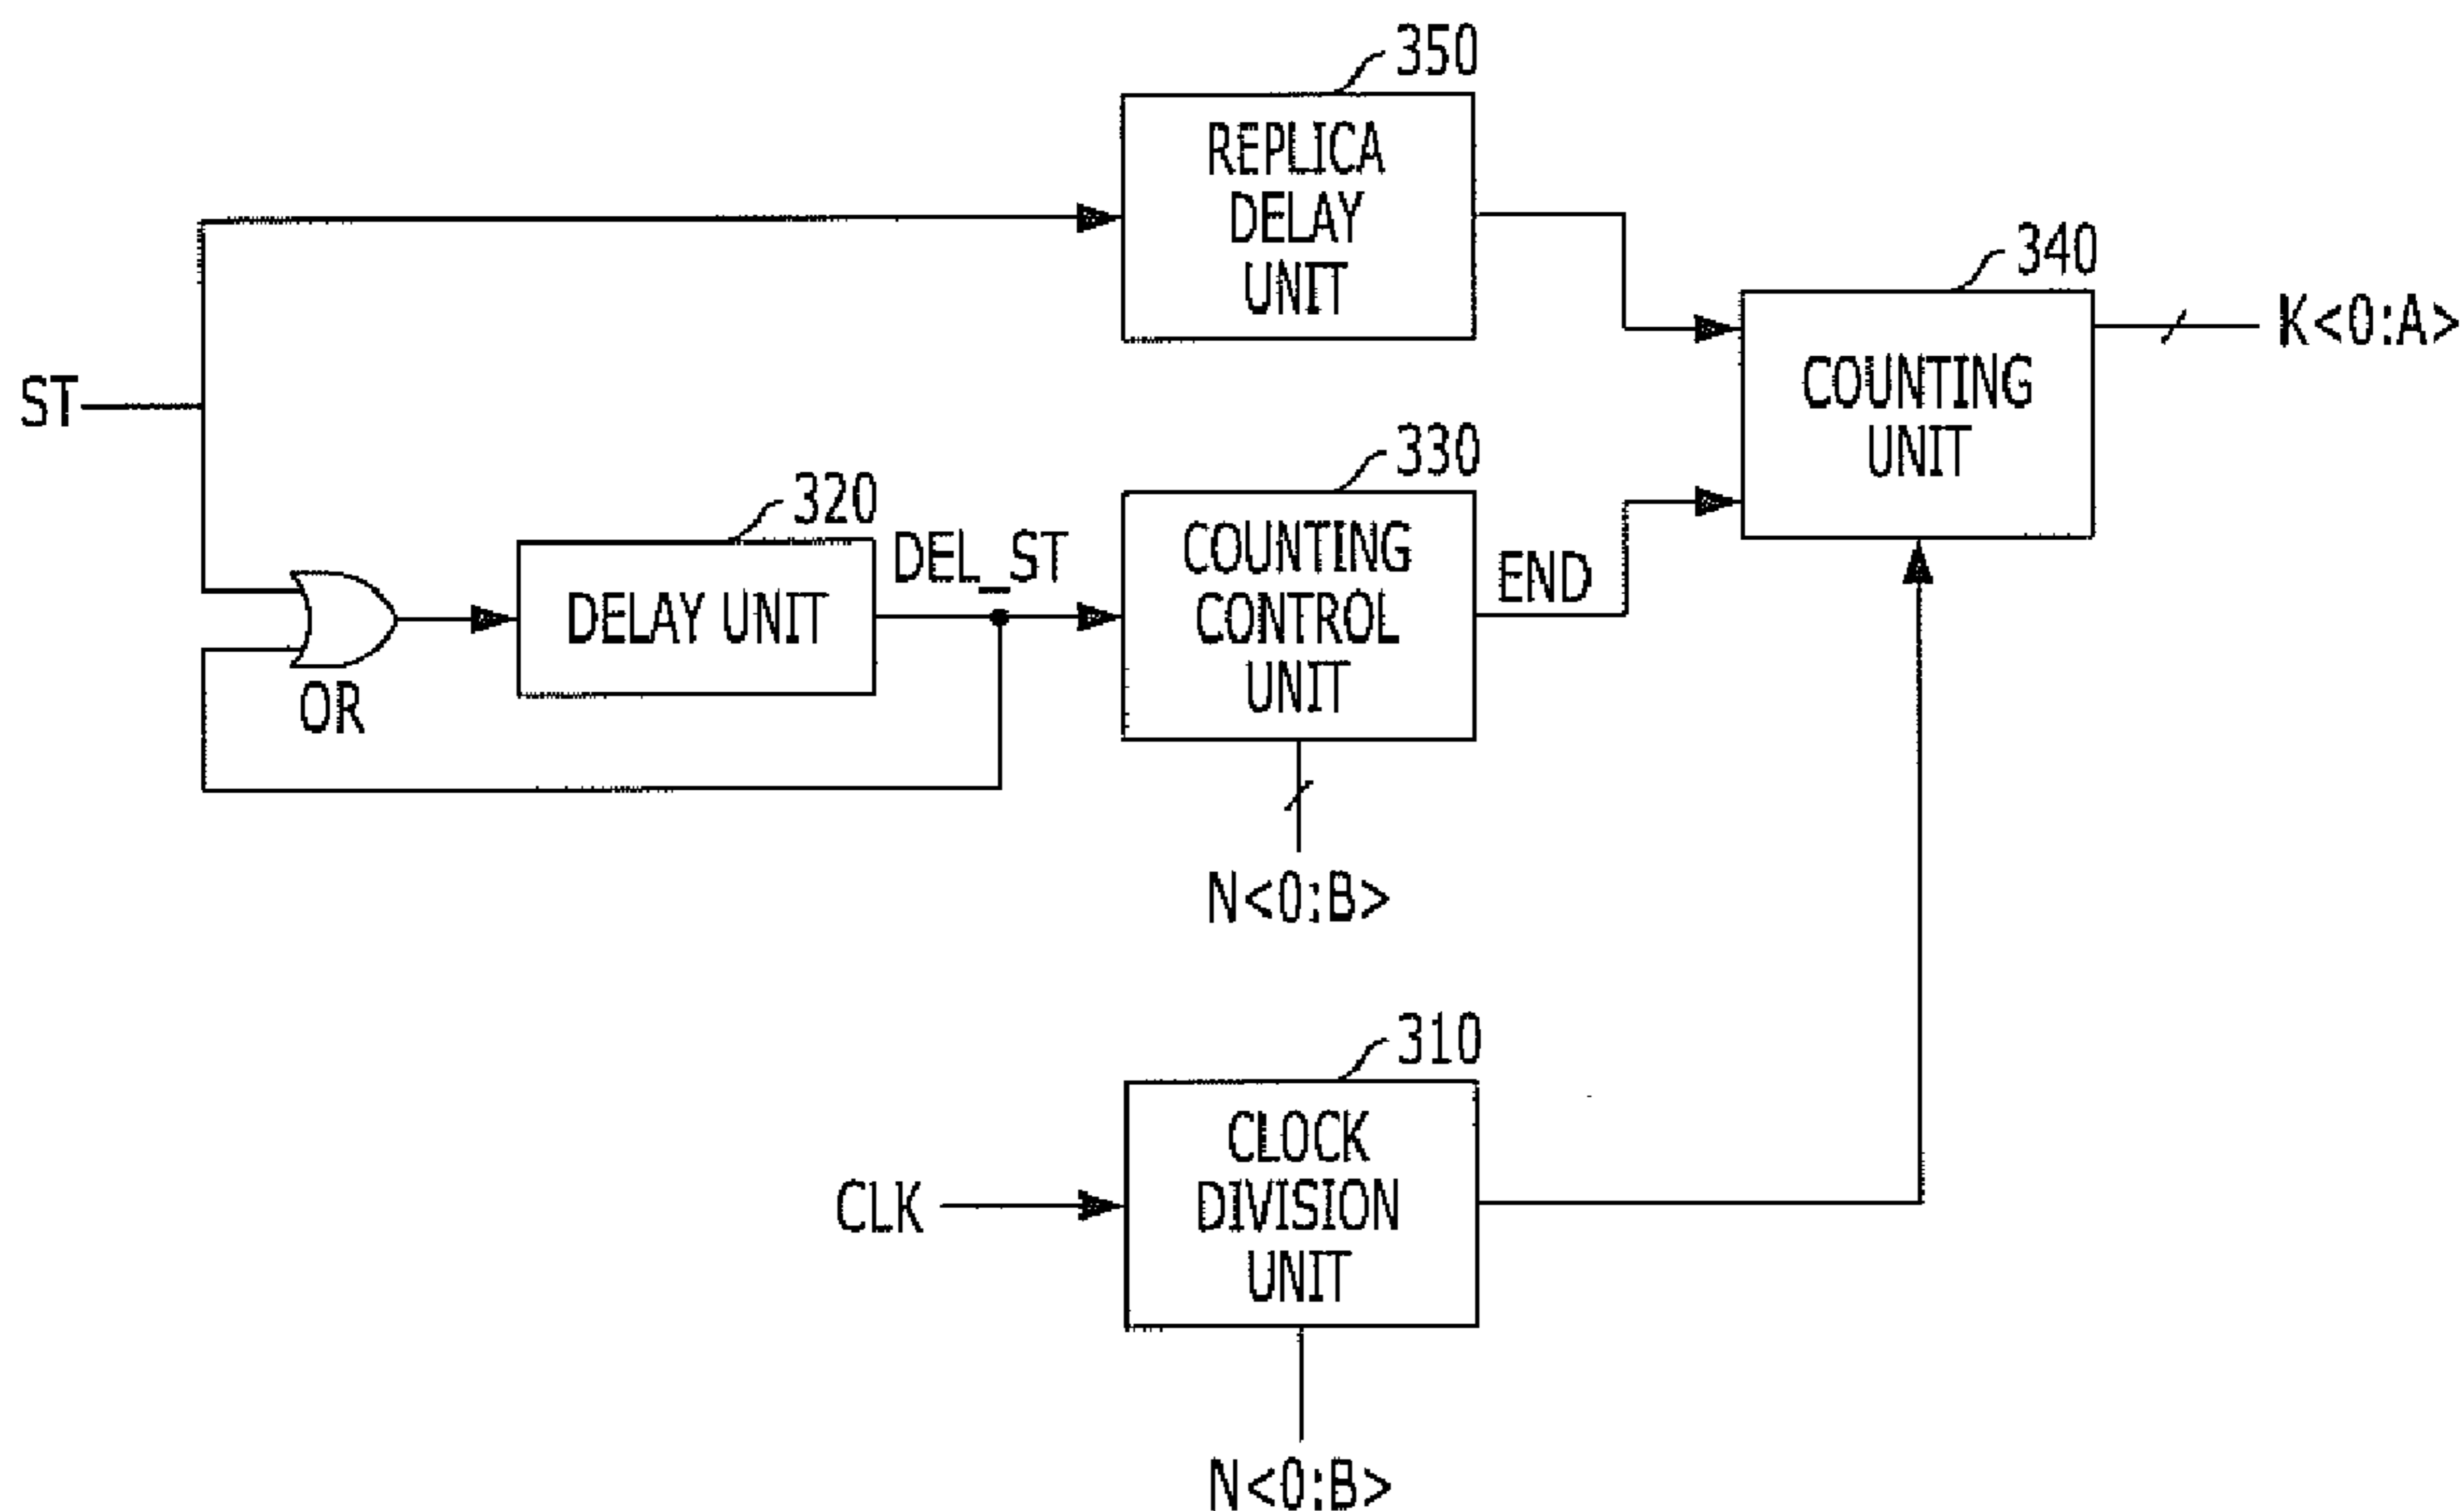 350
REPLICA
DELAY
UNIT
340
K<0:A>
COUNTING
UNIT
ST
330
320
DEL_ST
COUNTING
CONTROL
UNIT
END
DELAY UNIT
OR
N<0:B>
310
CLOCK
DIVISION
UNIT
CLK
N<0:B>